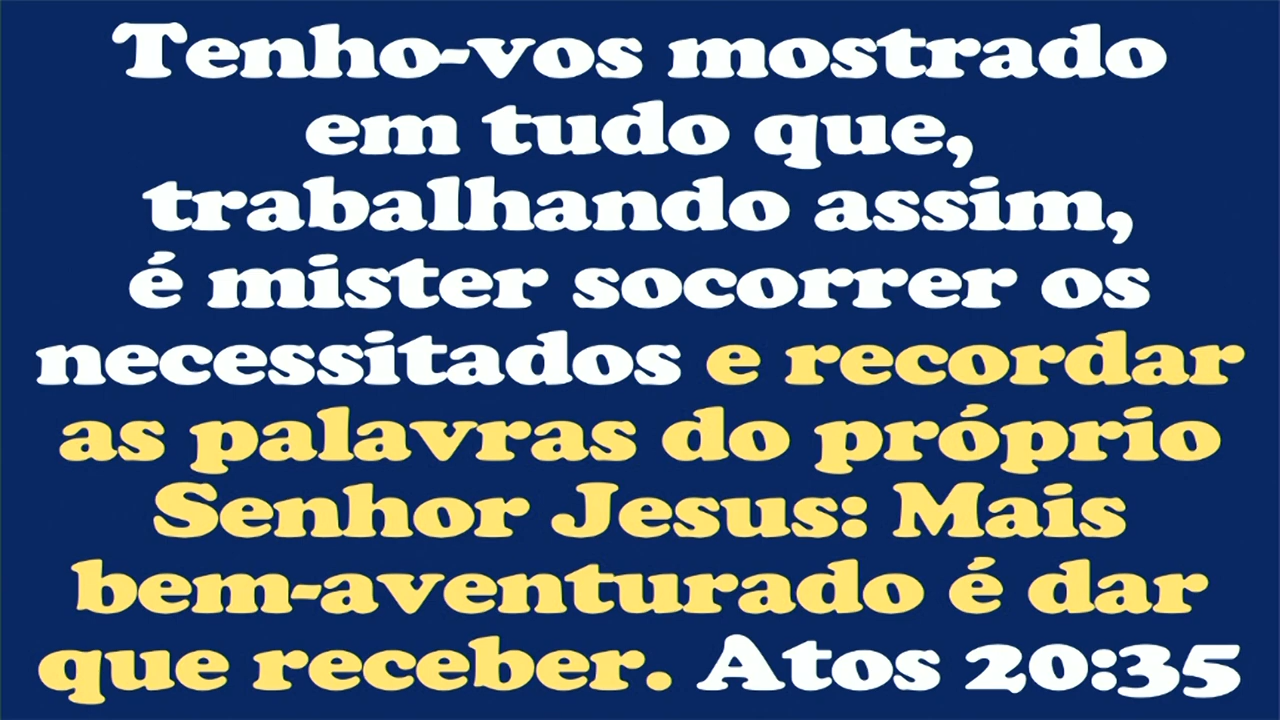 Tenho-vos mostrado
em tudo que,
trabalhando assim,
é mister socorrer os
necessitados e recordar
as palavras do próprio
Senhor Jesus: Mais
bem-aventurado é dar
que receber. Atos 20:35